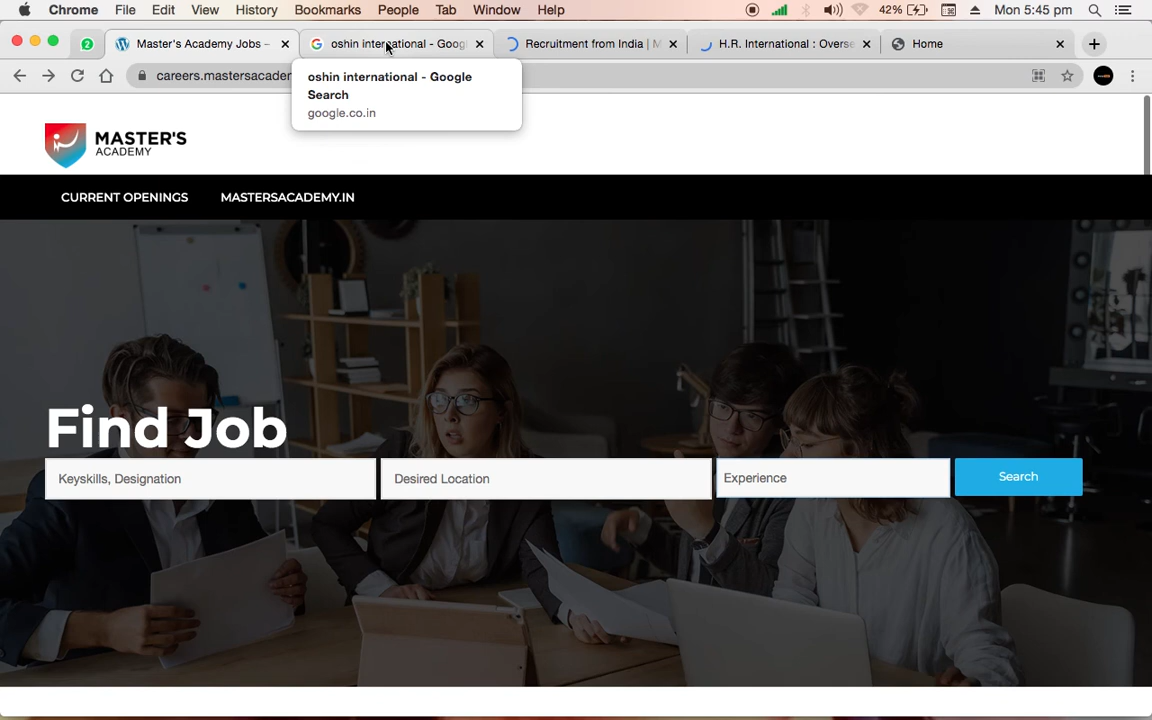 Chrome File Edit View History Bookmarks People Tab Window Help 42% Mon 5:45 pm
2 Master's Academy Jobs – oshin international - Goog Recruitment from India | M H.R. International : Overse Home
careers.mastersacader
oshin international - Google
Search
google.co.in
MASTER'S
ACADEMY
CURRENT OPENINGS MASTERSACADEMY.IN
Find Job
Keyskills, Designation Desired Location Experience Search